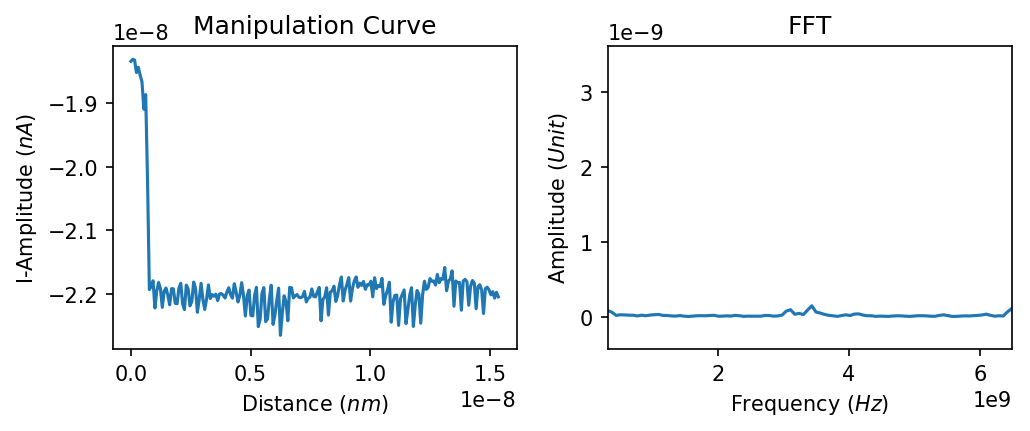 Manipulation Curve
1e−8
I-Amplitude (nA)
−1.9
−2.0
−2.1
−2.2
0.0 0.5 1.0 1.5
1e−8
Distance (nm)
FFT
1e−9
Amplitude (Unit)
3
2
1
0
2 4 6
1e9
Frequency (Hz)